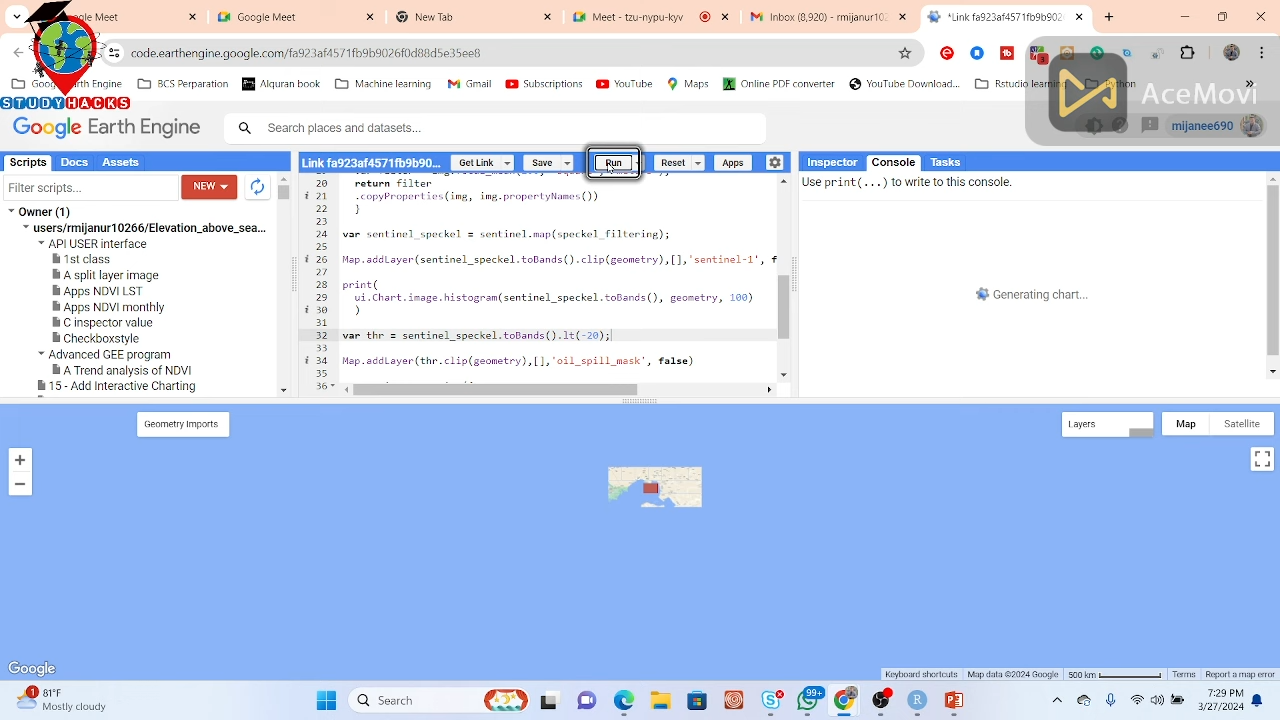 Google Meet
Google Meet
New Tab
Meet - tzu-nypu-kyv
Inbox (8,920) - rmijanur10
*Link fa923af4571fb9b902
code.earthengine.google.com/fa923af4571fb9b9026f0d88d5e35ee8
Google Earth Engine
BCS Perparation
Alquran book
Machine learning
Gmail
Subscriptions
YouTube
Maps
Online PDF converter
YouTube Download...
Rstudio learning
Python
AceMovi
STUDYHACKS
Google Earth Engine
Search places and datasets...
mijanee690
Scripts
Docs
Assets
Link fa923af4571fb9b90...
Get Link
Save
Run
Reset
Apps
Inspector
Console
Tasks
Filter scripts...
NEW
Owner (1)
users/rmijanur10266/Elevation_above_sea...
API USER interface
1st class
A split layer image
Apps NDVI LST
Apps NDVI monthly
C inspector value
Checkboxstyle
Advanced GEE program
A Trend analysis of NDVI
15 - Add Interactive Charting
20 return filter
i 21 .copyProperties(img, img.propertyNames())
22 }
23
24 var sentinel_speckel = sentinel.map(speckel_filtering);
25
i 26 Map.addLayer(sentinel_speckel.toBands().clip(geometry),[],'sentinel-1', f
27
28 print(
29 ui.Chart.image.histogram(sentinel_speckel.toBands(), geometry, 100)
i 30 )
31
32 var thr = sentinel_speckel.toBands().lt(-20);
33
i 34 Map.addLayer(thr.clip(geometry),[],'oil_spill_mask', false)
35
36
Use print(...) to write to this console.
Generating chart...
Geometry Imports
Layers
Map
Satellite
+
−
Google
Keyboard shortcuts
Map data ©2024 Google
500 km
Terms
Report a map error
1
81°F
Mostly cloudy
Search
99+
7:29 PM
3/27/2024